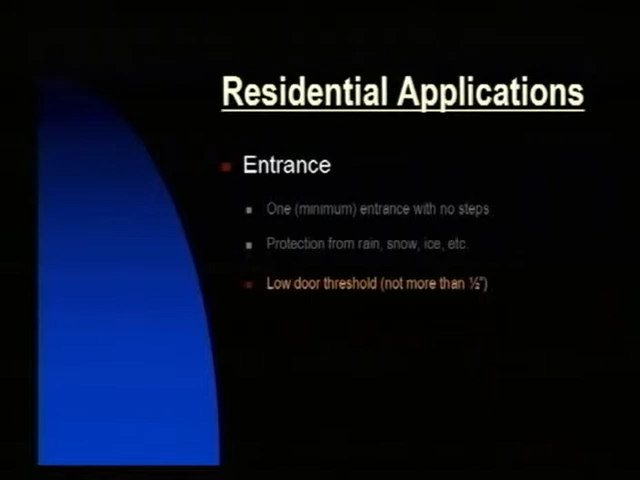 Residential Applications
Entrance
One (minimum) entrance with no steps
Protection from rain, snow, ice, etc.
Low door threshold (not more than ½")